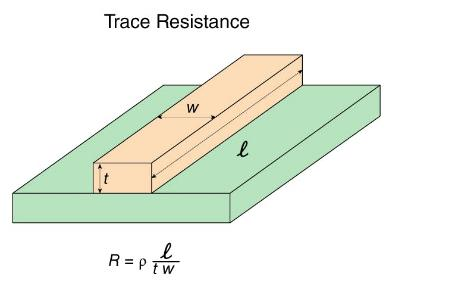 Trace Resistance
w
ℓ
t
R = ρ ℓ / t w